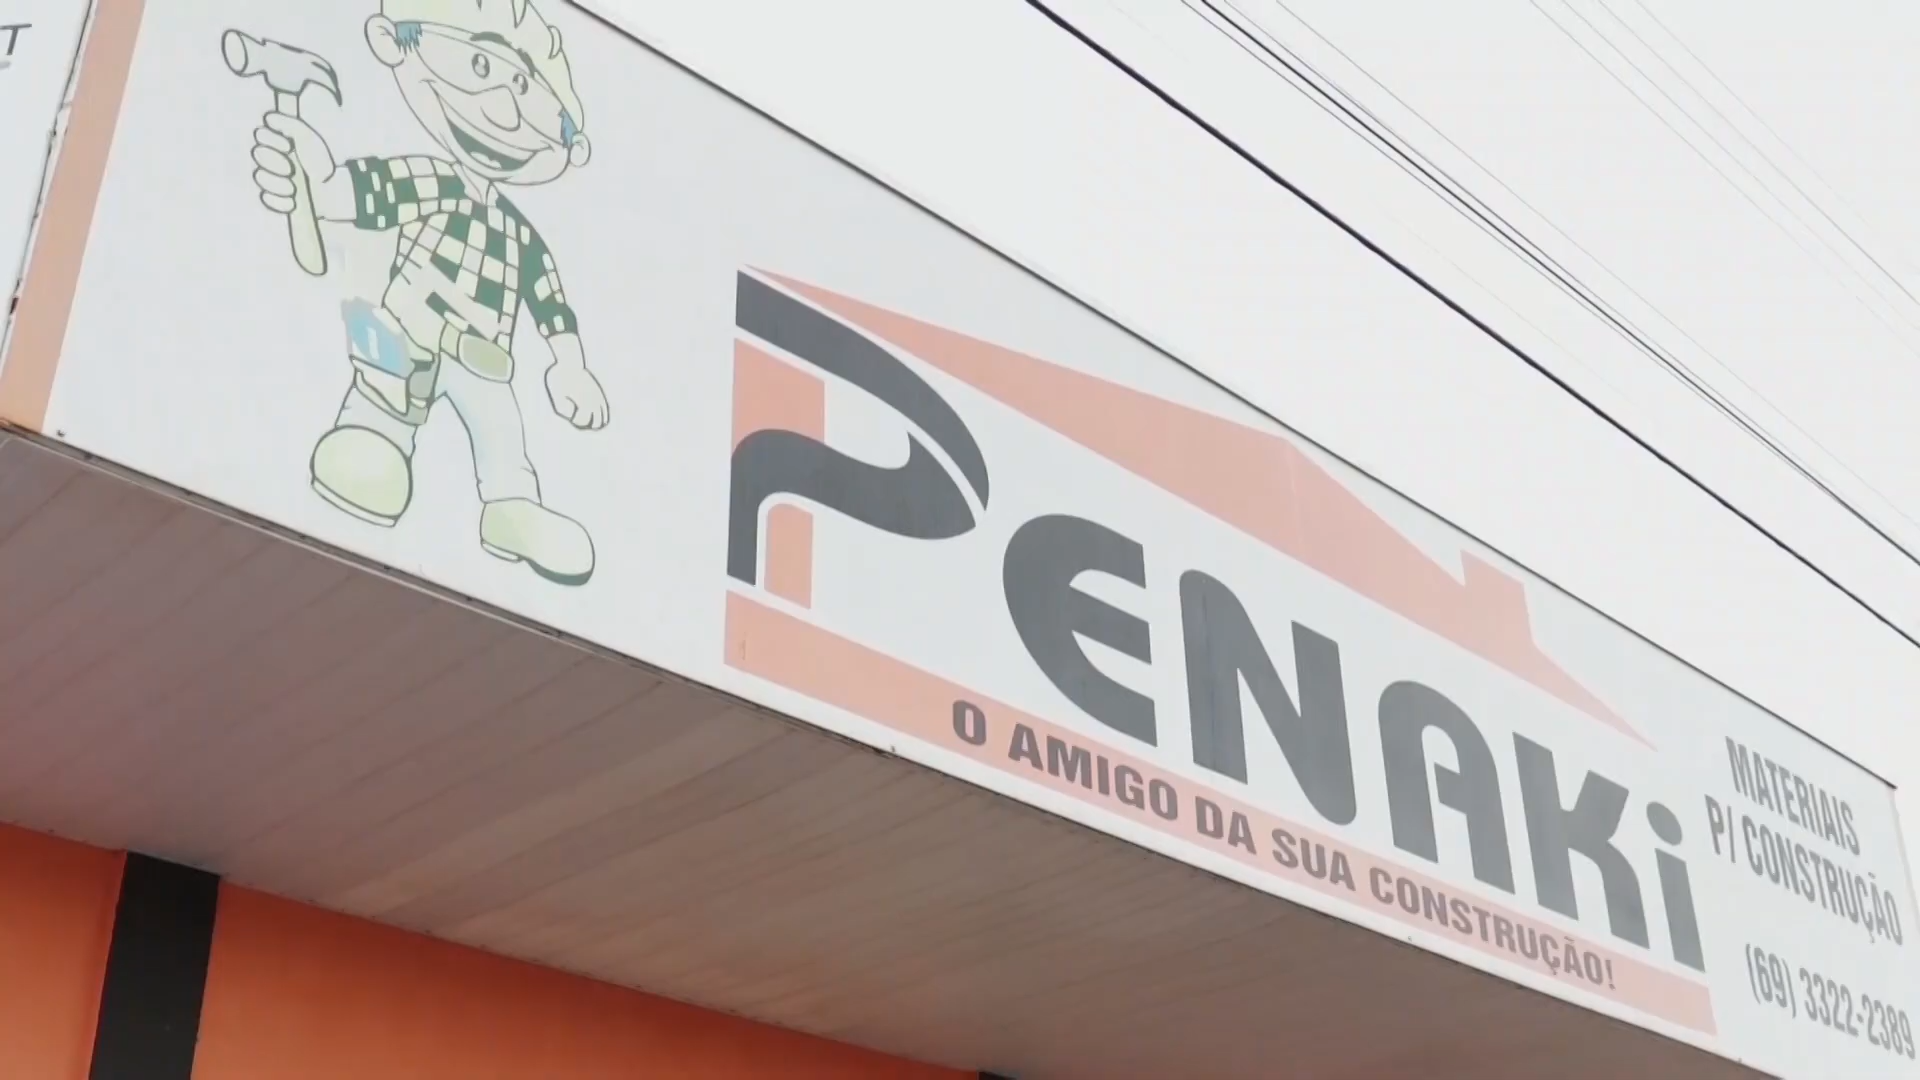 T
PENAKi
O AMIGO DA SUA CONSTRUÇÃO!
MATERIAIS
P/ CONSTRUÇÃO
(69) 3322-2389